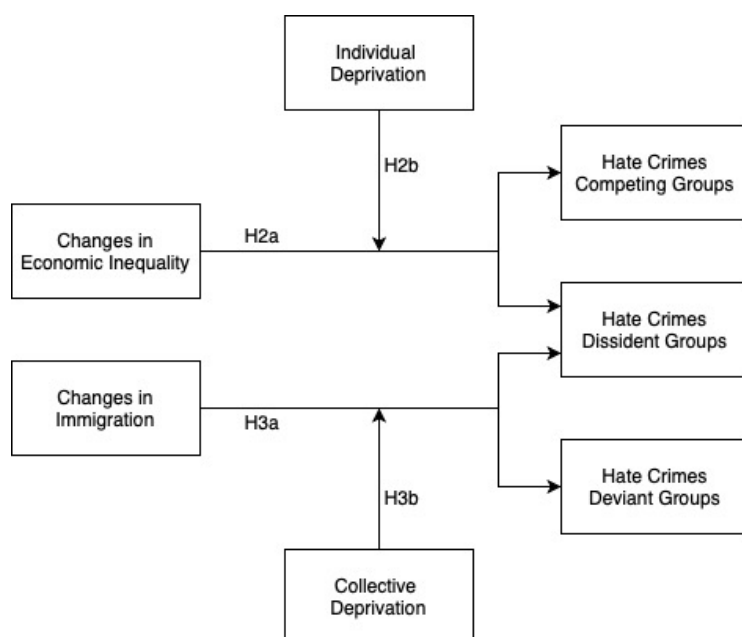 Individual
Deprivation
H2b
Hate Crimes
Competing Groups
Changes in
Economic Inequality
H2a
Hate Crimes
Dissident Groups
Changes in
Immigration
H3a
Hate Crimes
Deviant Groups
H3b
Collective
Deprivation